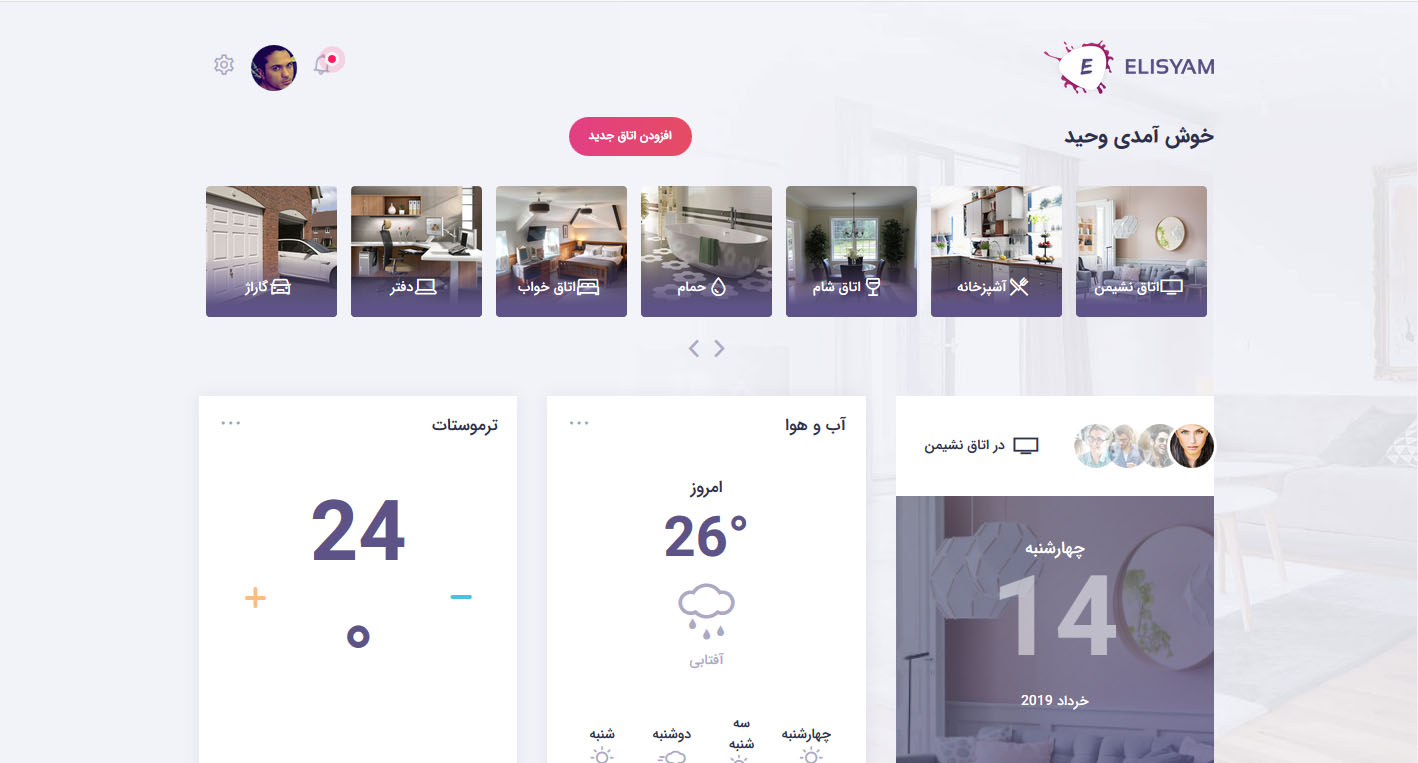 E ELISYAM
خوش آمدی وحید
افزودن اتاق جدید
اتاق نشیمن
آشپزخانه
اتاق شام
حمام
اتاق خواب
دفتر
گاراژ
در اتاق نشیمن
چهارشنبه
14
خرداد 2019
آب و هوا
امروز
26°
آفتابی
چهارشنبه
سه
شنبه
دوشنبه
شنبه
ترموستات
24
°